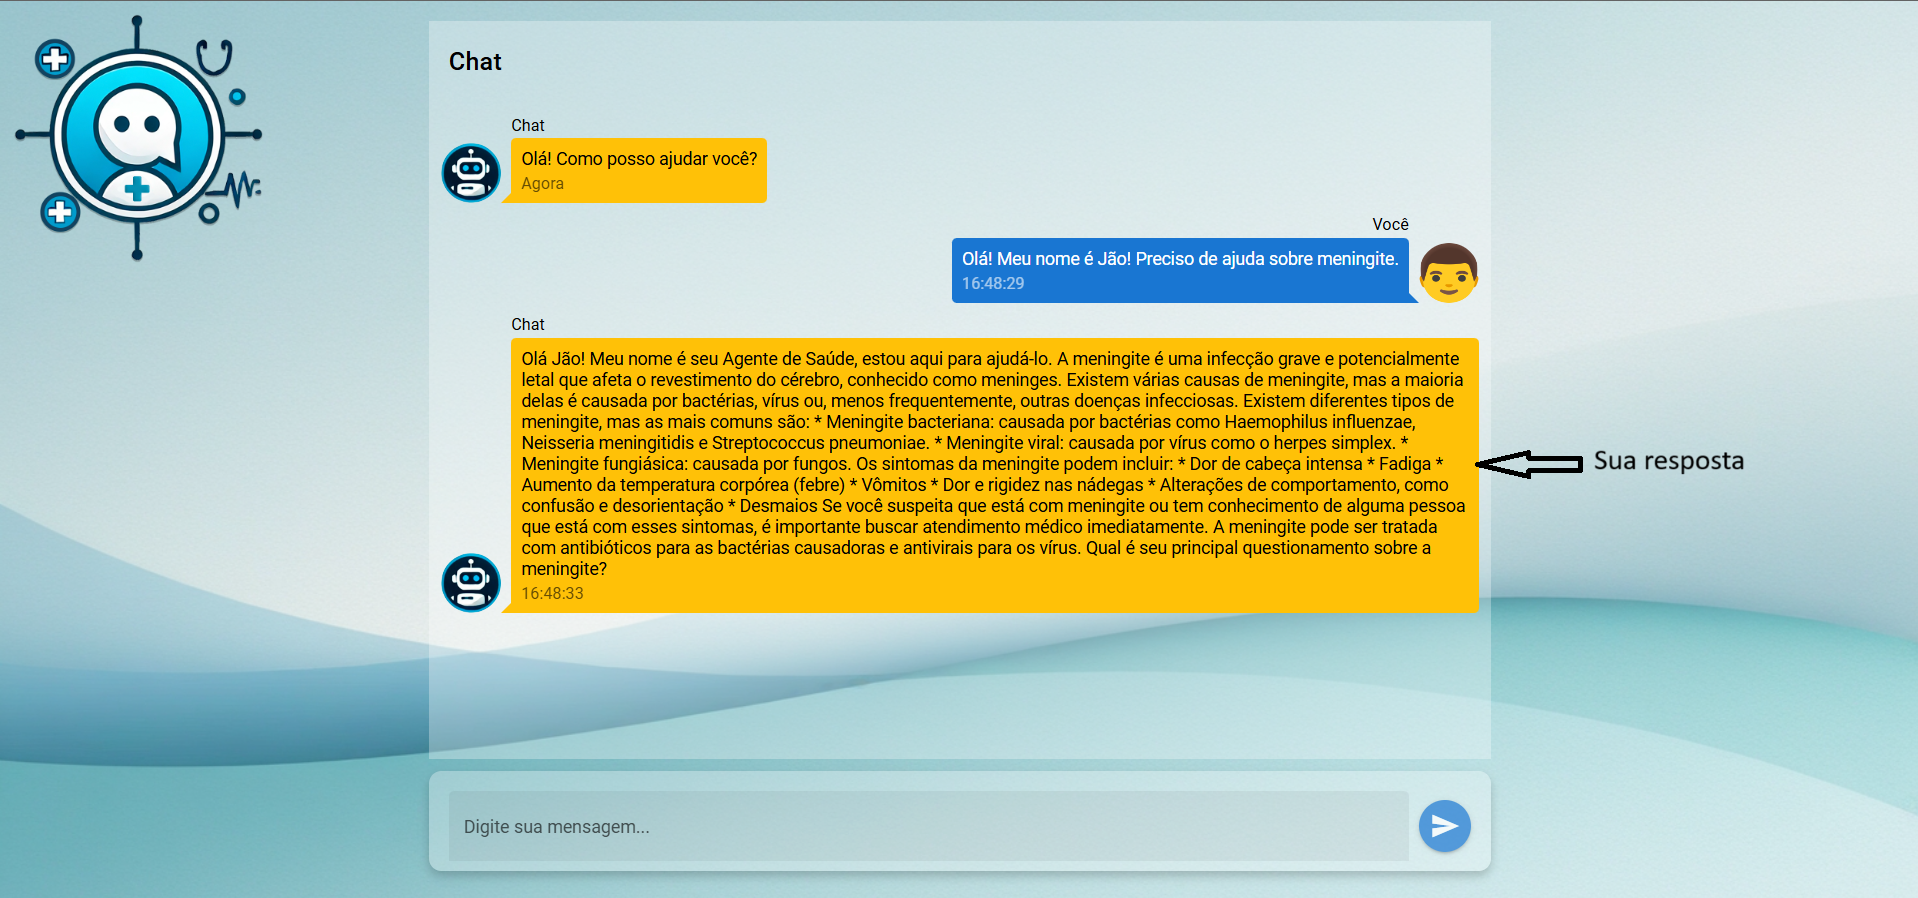 Chat
Chat
Olá! Como posso ajudar você?
Agora
Você
Olá! Meu nome é Jão! Preciso de ajuda sobre meningite.
16:48:29
Chat
Olá Jão! Meu nome é seu Agente de Saúde, estou aqui para ajudá-lo. A meningite é uma infecção grave e potencialmente
letal que afeta o revestimento do cérebro, conhecido como meninges. Existem várias causas de meningite, mas a maioria
delas é causada por bactérias, vírus ou, menos frequentemente, outras doenças infecciosas. Existem diferentes tipos de
meningite, mas as mais comuns são: * Meningite bacteriana: causada por bactérias como Haemophilus influenzae,
Neisseria meningitidis e Streptococcus pneumoniae. * Meningite viral: causada por vírus como o herpes simplex. *
Meningite fungiásica: causada por fungos. Os sintomas da meningite podem incluir: * Dor de cabeça intensa * Fadiga *
Aumento da temperatura corpórea (febre) * Vômitos * Dor e rigidez nas nádegas * Alterações de comportamento, como
confusão e desorientação * Desmaios Se você suspeita que está com meningite ou tem conhecimento de alguma pessoa
que está com esses sintomas, é importante buscar atendimento médico imediatamente. A meningite pode ser tratada
com antibióticos para as bactérias causadoras e antivirais para os vírus. Qual é seu principal questionamento sobre a
meningite?
16:48:33
Sua resposta
Digite sua mensagem...